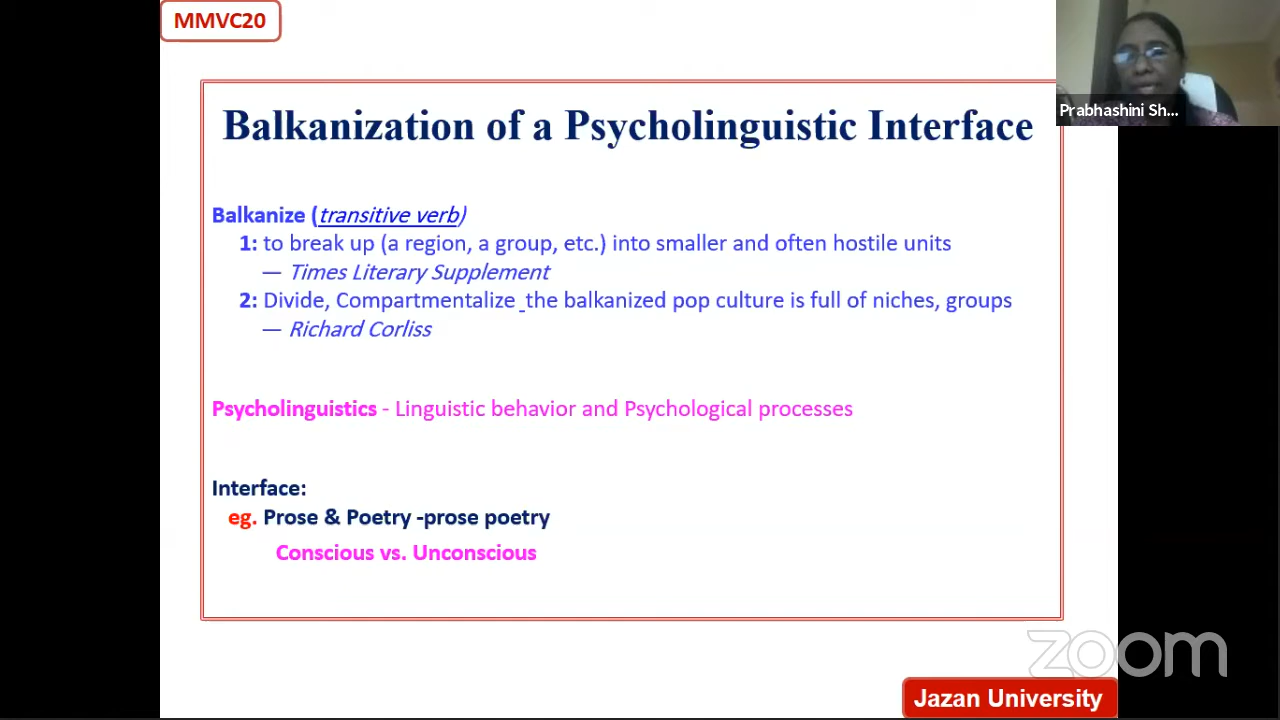 MMVC20
Prabhashini Sh...
Balkanization of a Psycholinguistic Interface
Balkanize (transitive verb)
1: to break up (a region, a group, etc.) into smaller and often hostile units
— Times Literary Supplement
2: Divide, Compartmentalize _the balkanized pop culture is full of niches, groups
— Richard Corliss
Psycholinguistics - Linguistic behavior and Psychological processes
Interface:
eg. Prose & Poetry -prose poetry
Conscious vs. Unconscious
zoom
Jazan University